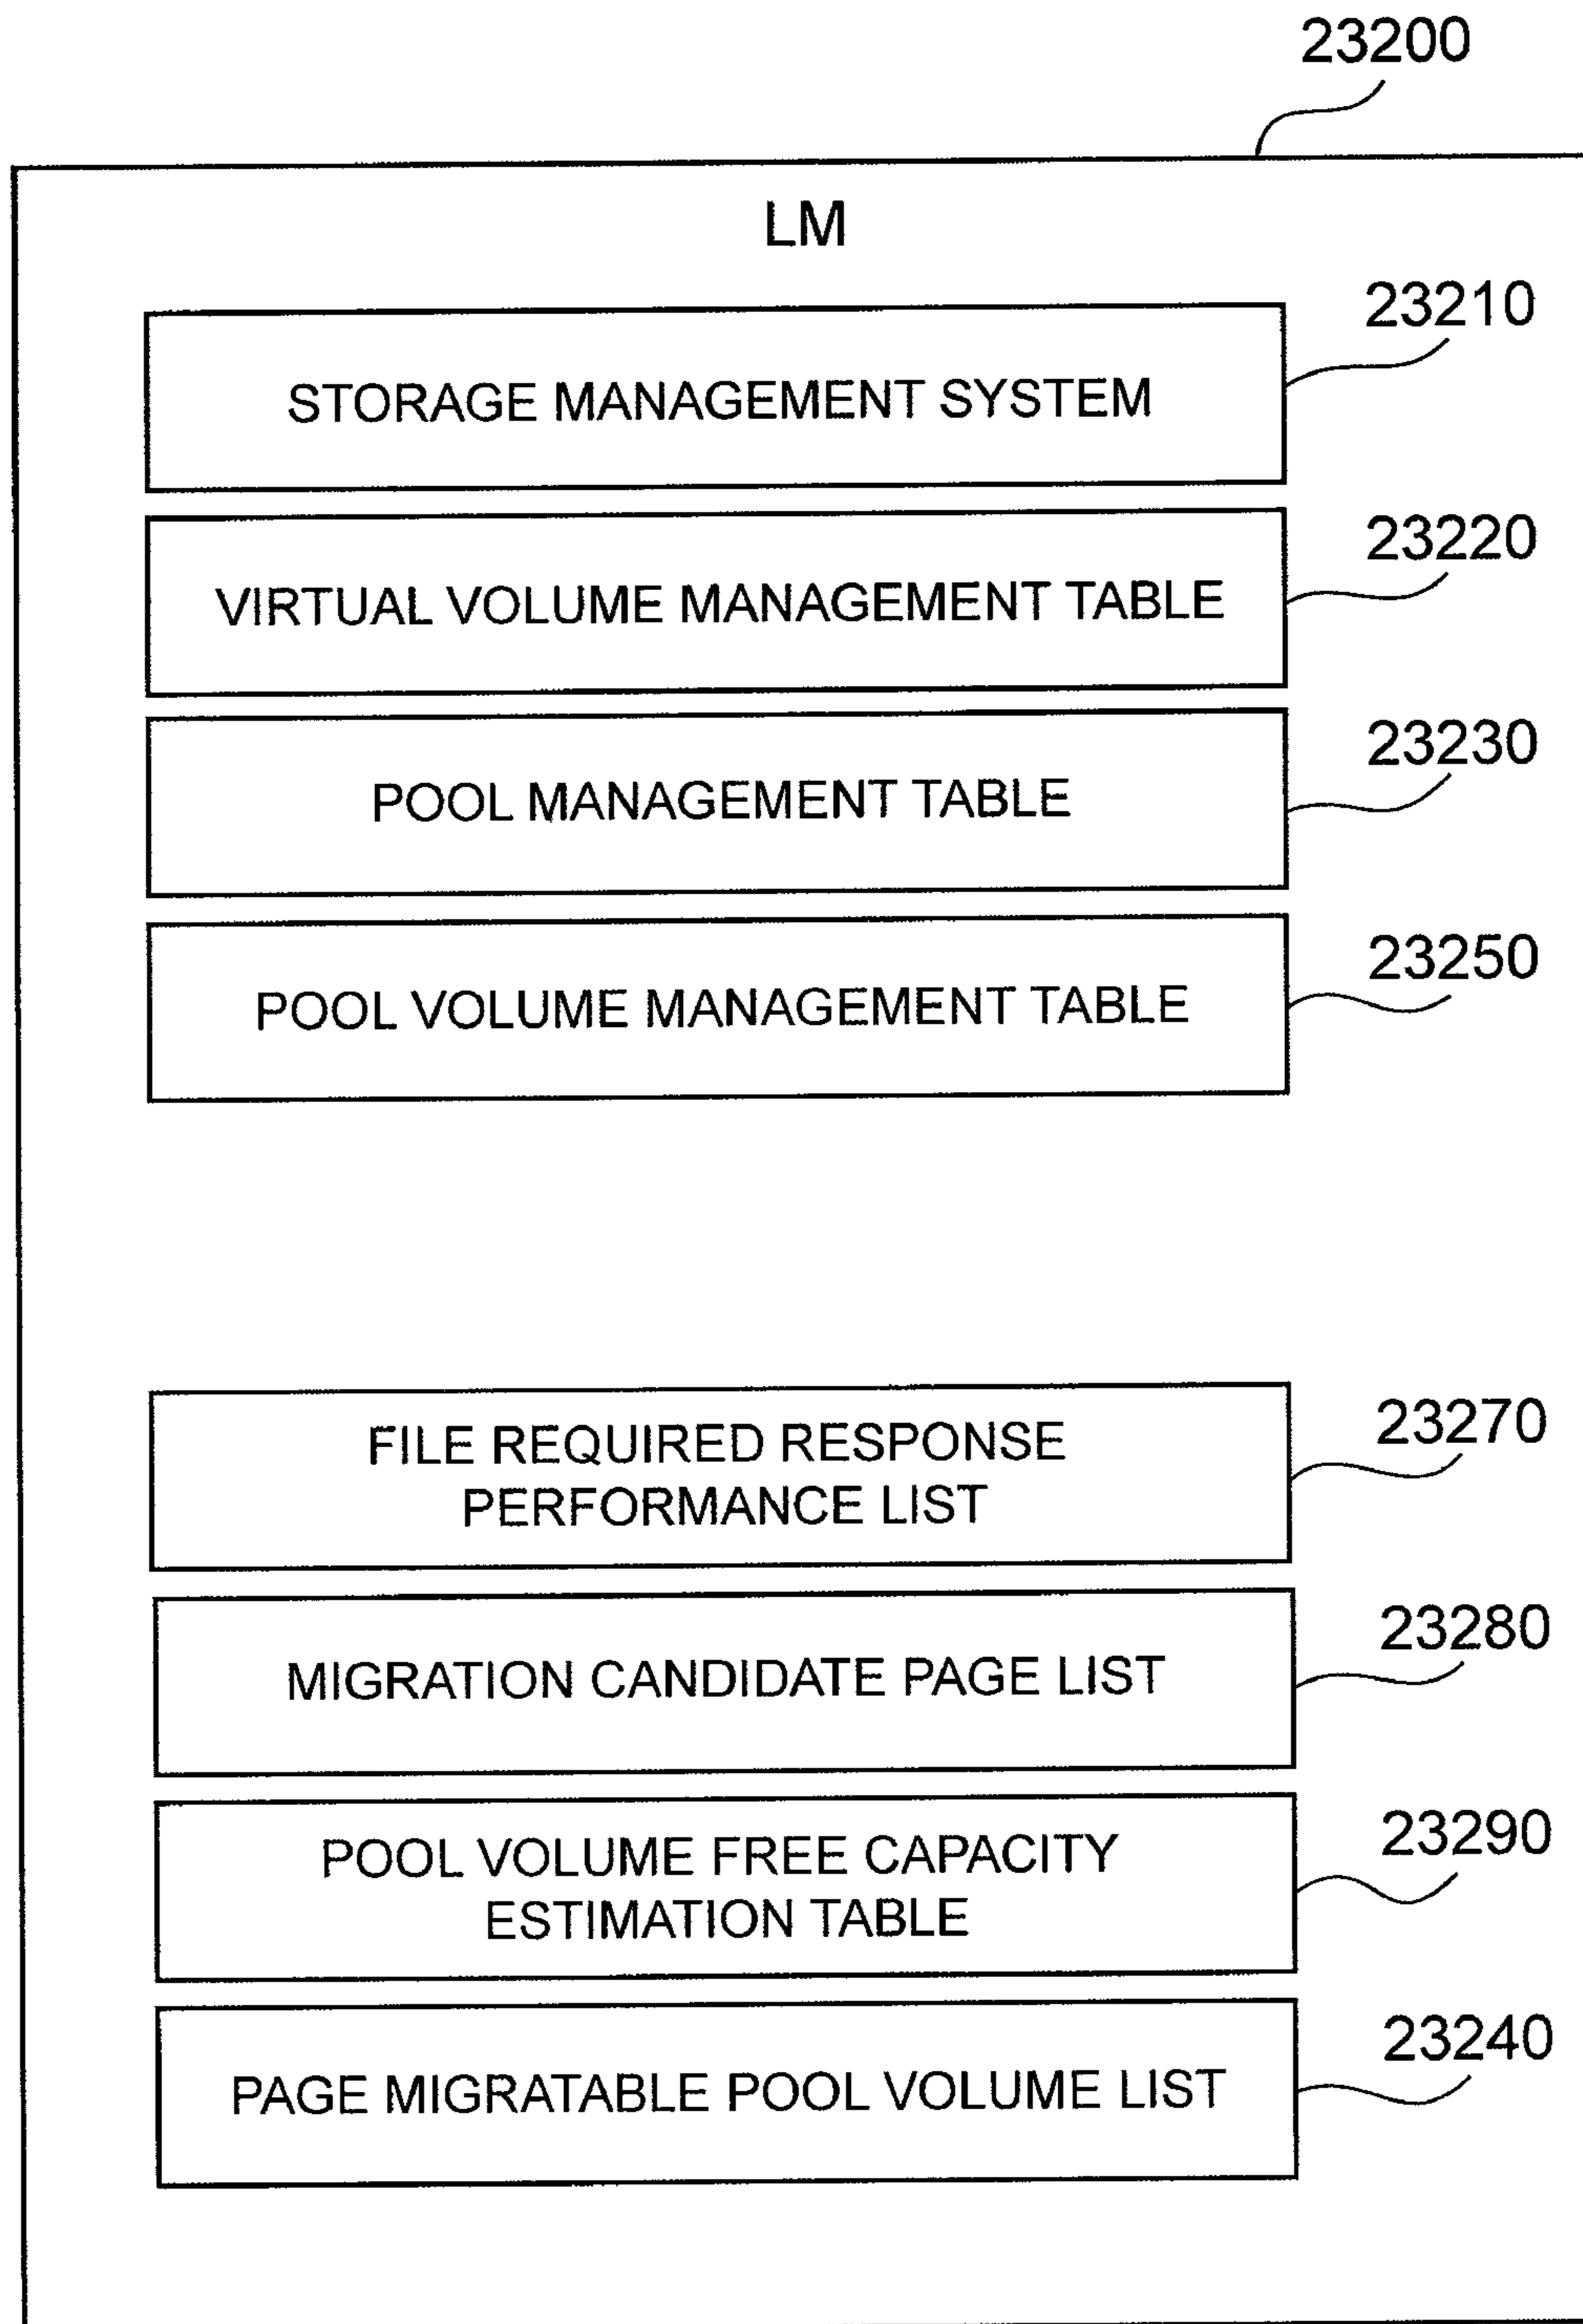 23200
LM
23210
STORAGE MANAGEMENT SYSTEM
23220
VIRTUAL VOLUME MANAGEMENT TABLE
23230
POOL MANAGEMENT TABLE
23250
POOL VOLUME MANAGEMENT TABLE
23270
FILE REQUIRED RESPONSE
PERFORMANCE LIST
23280
MIGRATION CANDIDATE PAGE LIST
23290
POOL VOLUME FREE CAPACITY
ESTIMATION TABLE
23240
PAGE MIGRATABLE POOL VOLUME LIST